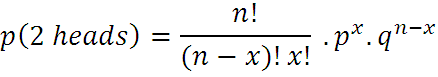 p(2 heads) = n!/((n − x)! x!) . p^x . q^(n−x)